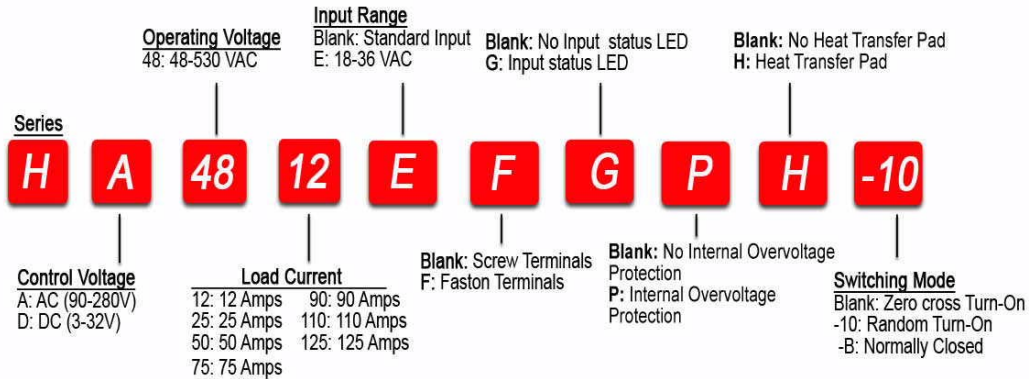 Input Range
Blank: Standard Input
E: 18-36 VAC
Operating Voltage
48: 48-530 VAC
Blank: No Input status LED
G: Input status LED
Blank: No Heat Transfer Pad
H: Heat Transfer Pad
Series
H A 48 12 E F G P H -10
Control Voltage
A: AC (90-280V)
D: DC (3-32V)
Load Current
12: 12 Amps 90: 90 Amps
25: 25 Amps 110: 110 Amps
50: 50 Amps 125: 125 Amps
75: 75 Amps
Blank: Screw Terminals
F: Faston Terminals
Blank: No Internal Overvoltage
Protection
P: Internal Overvoltage
Protection
Switching Mode
Blank: Zero cross Turn-On
-10: Random Turn-On
-B: Normally Closed